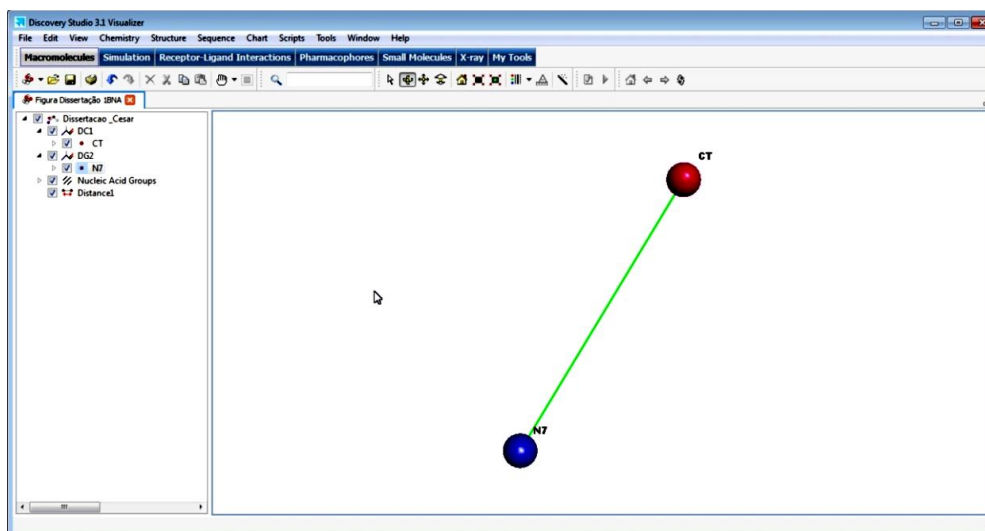 Discovery Studio 3.1 Visualizer
File Edit View Chemistry Structure Sequence Chart Scripts Tools Window Help
Macromolecules Simulation Receptor-Ligand Interactions Pharmacophores Small Molecules X-ray My Tools
Figura Dissertação 1BNA
Dissertacao _Cesar
DC1
CT
DG2
N7
Nucleic Acid Groups
Distance1
CT
N7